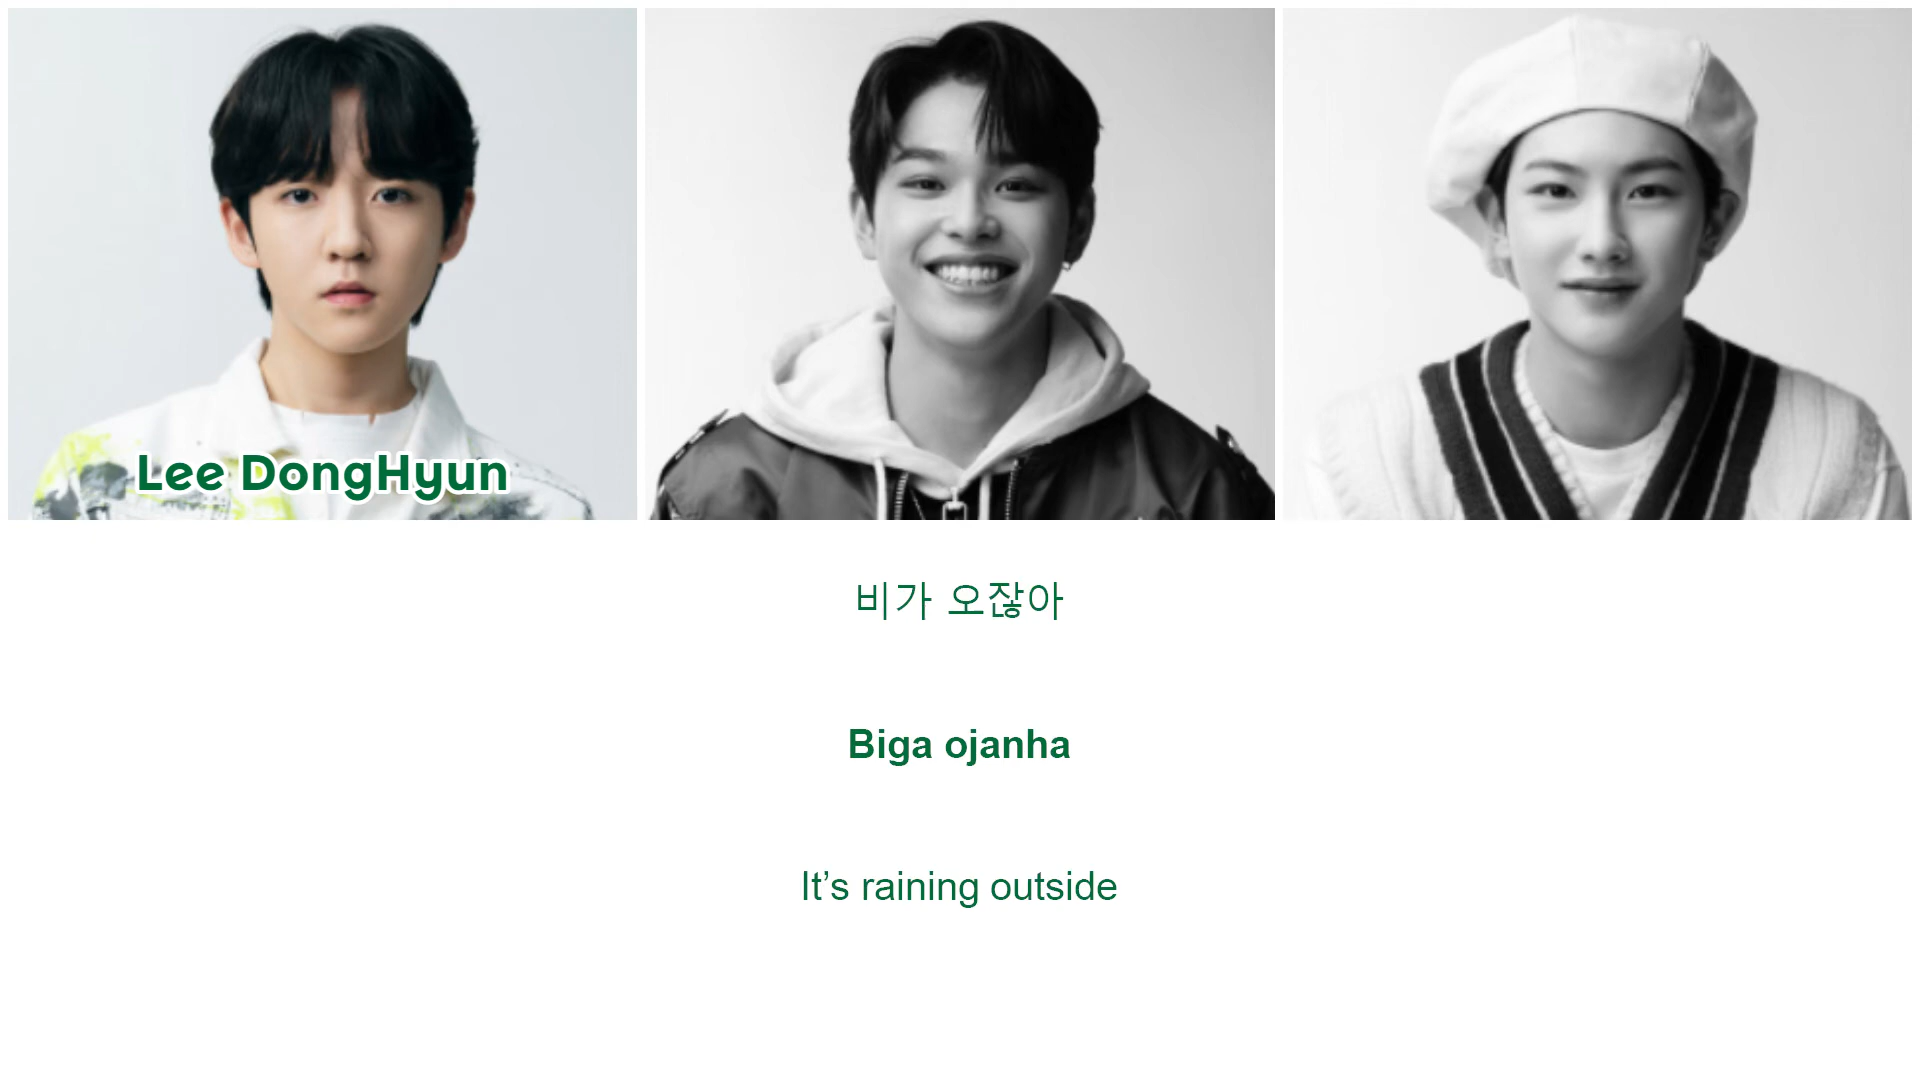 Lee DongHyun
비가 오잖아
Biga ojanha
It’s raining outside